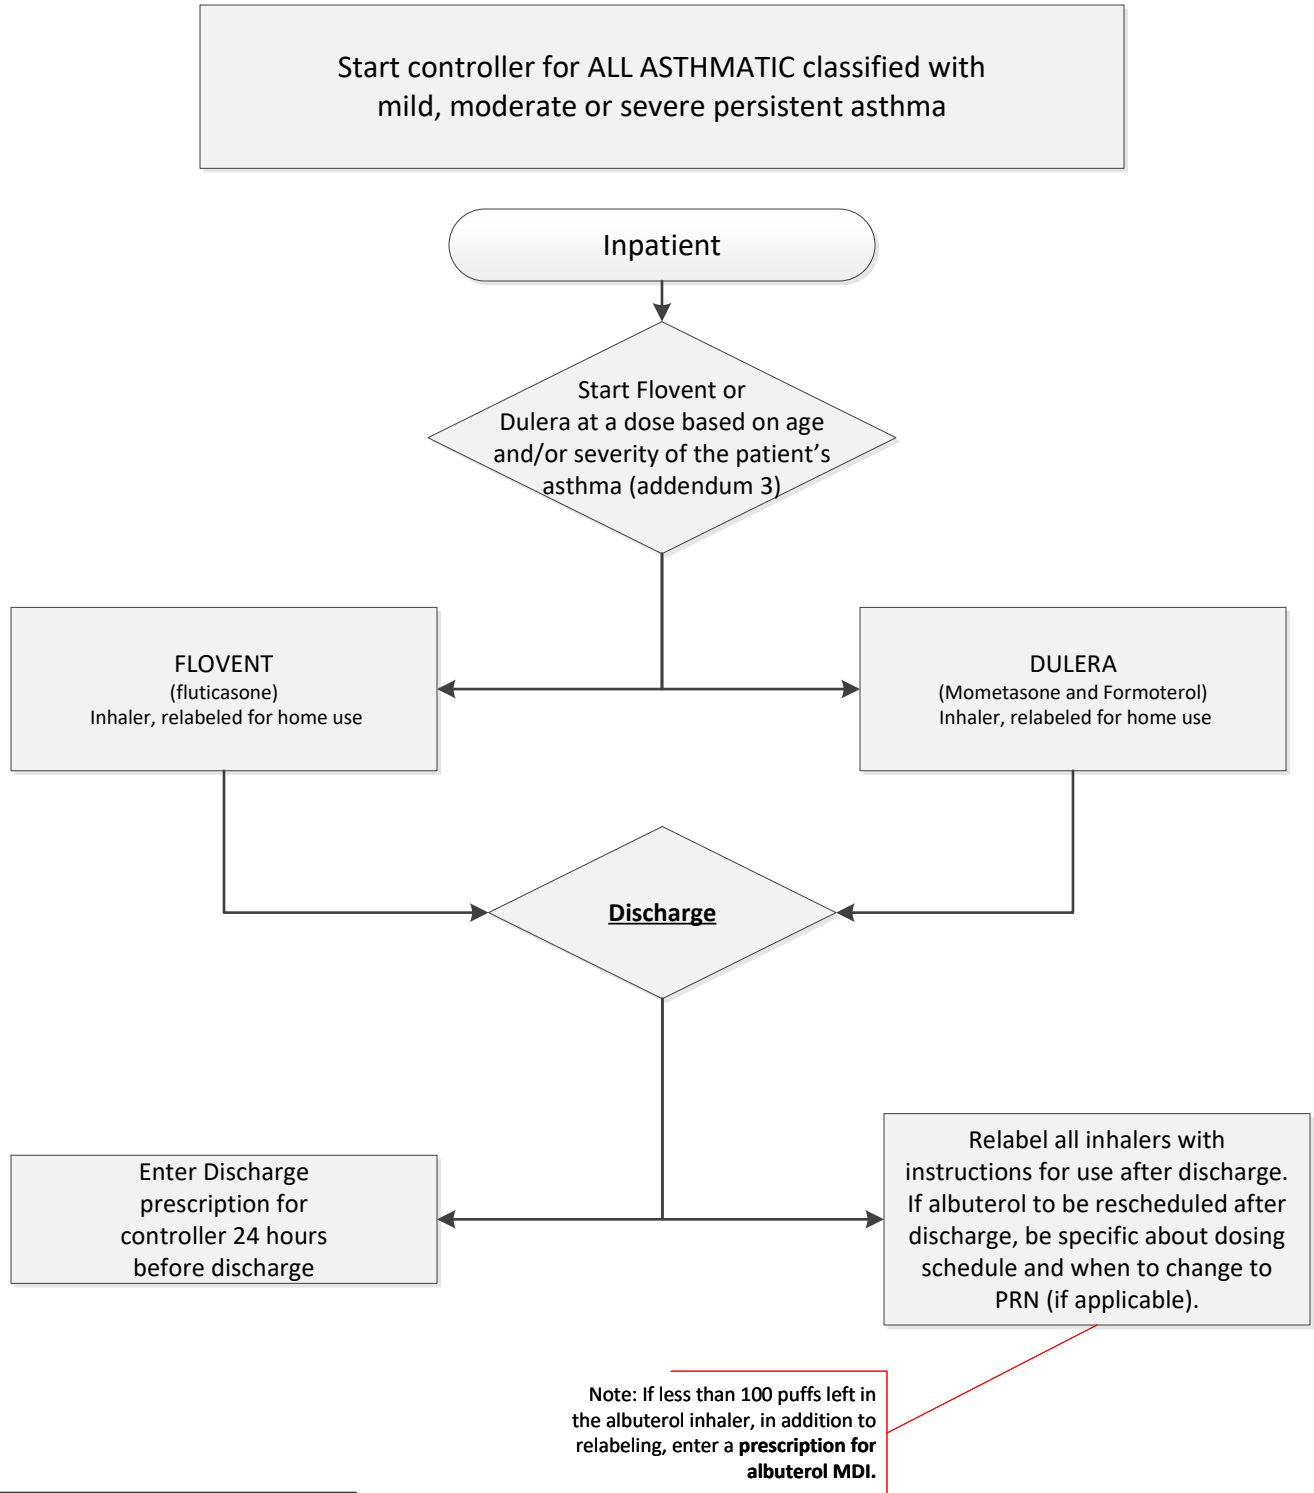 Start controller for ALL ASTHMATIC classified with
mild, moderate or severe persistent asthma
Inpatient
Start Flovent or
Dulera at a dose based on age
and/or severity of the patient’s
asthma (addendum 3)
FLOVENT
(fluticasone)
Inhaler, relabeled for home use
DULERA
(Mometasone and Formoterol)
Inhaler, relabeled for home use
Discharge
Enter Discharge
prescription for
controller 24 hours
before discharge
Relabel all inhalers with
instructions for use after discharge.
If albuterol to be rescheduled after
discharge, be specific about dosing
schedule and when to change to
PRN (if applicable).
Note: If less than 100 puffs left in
the albuterol inhaler, in addition to
relabeling, enter a prescription for
albuterol MDI.